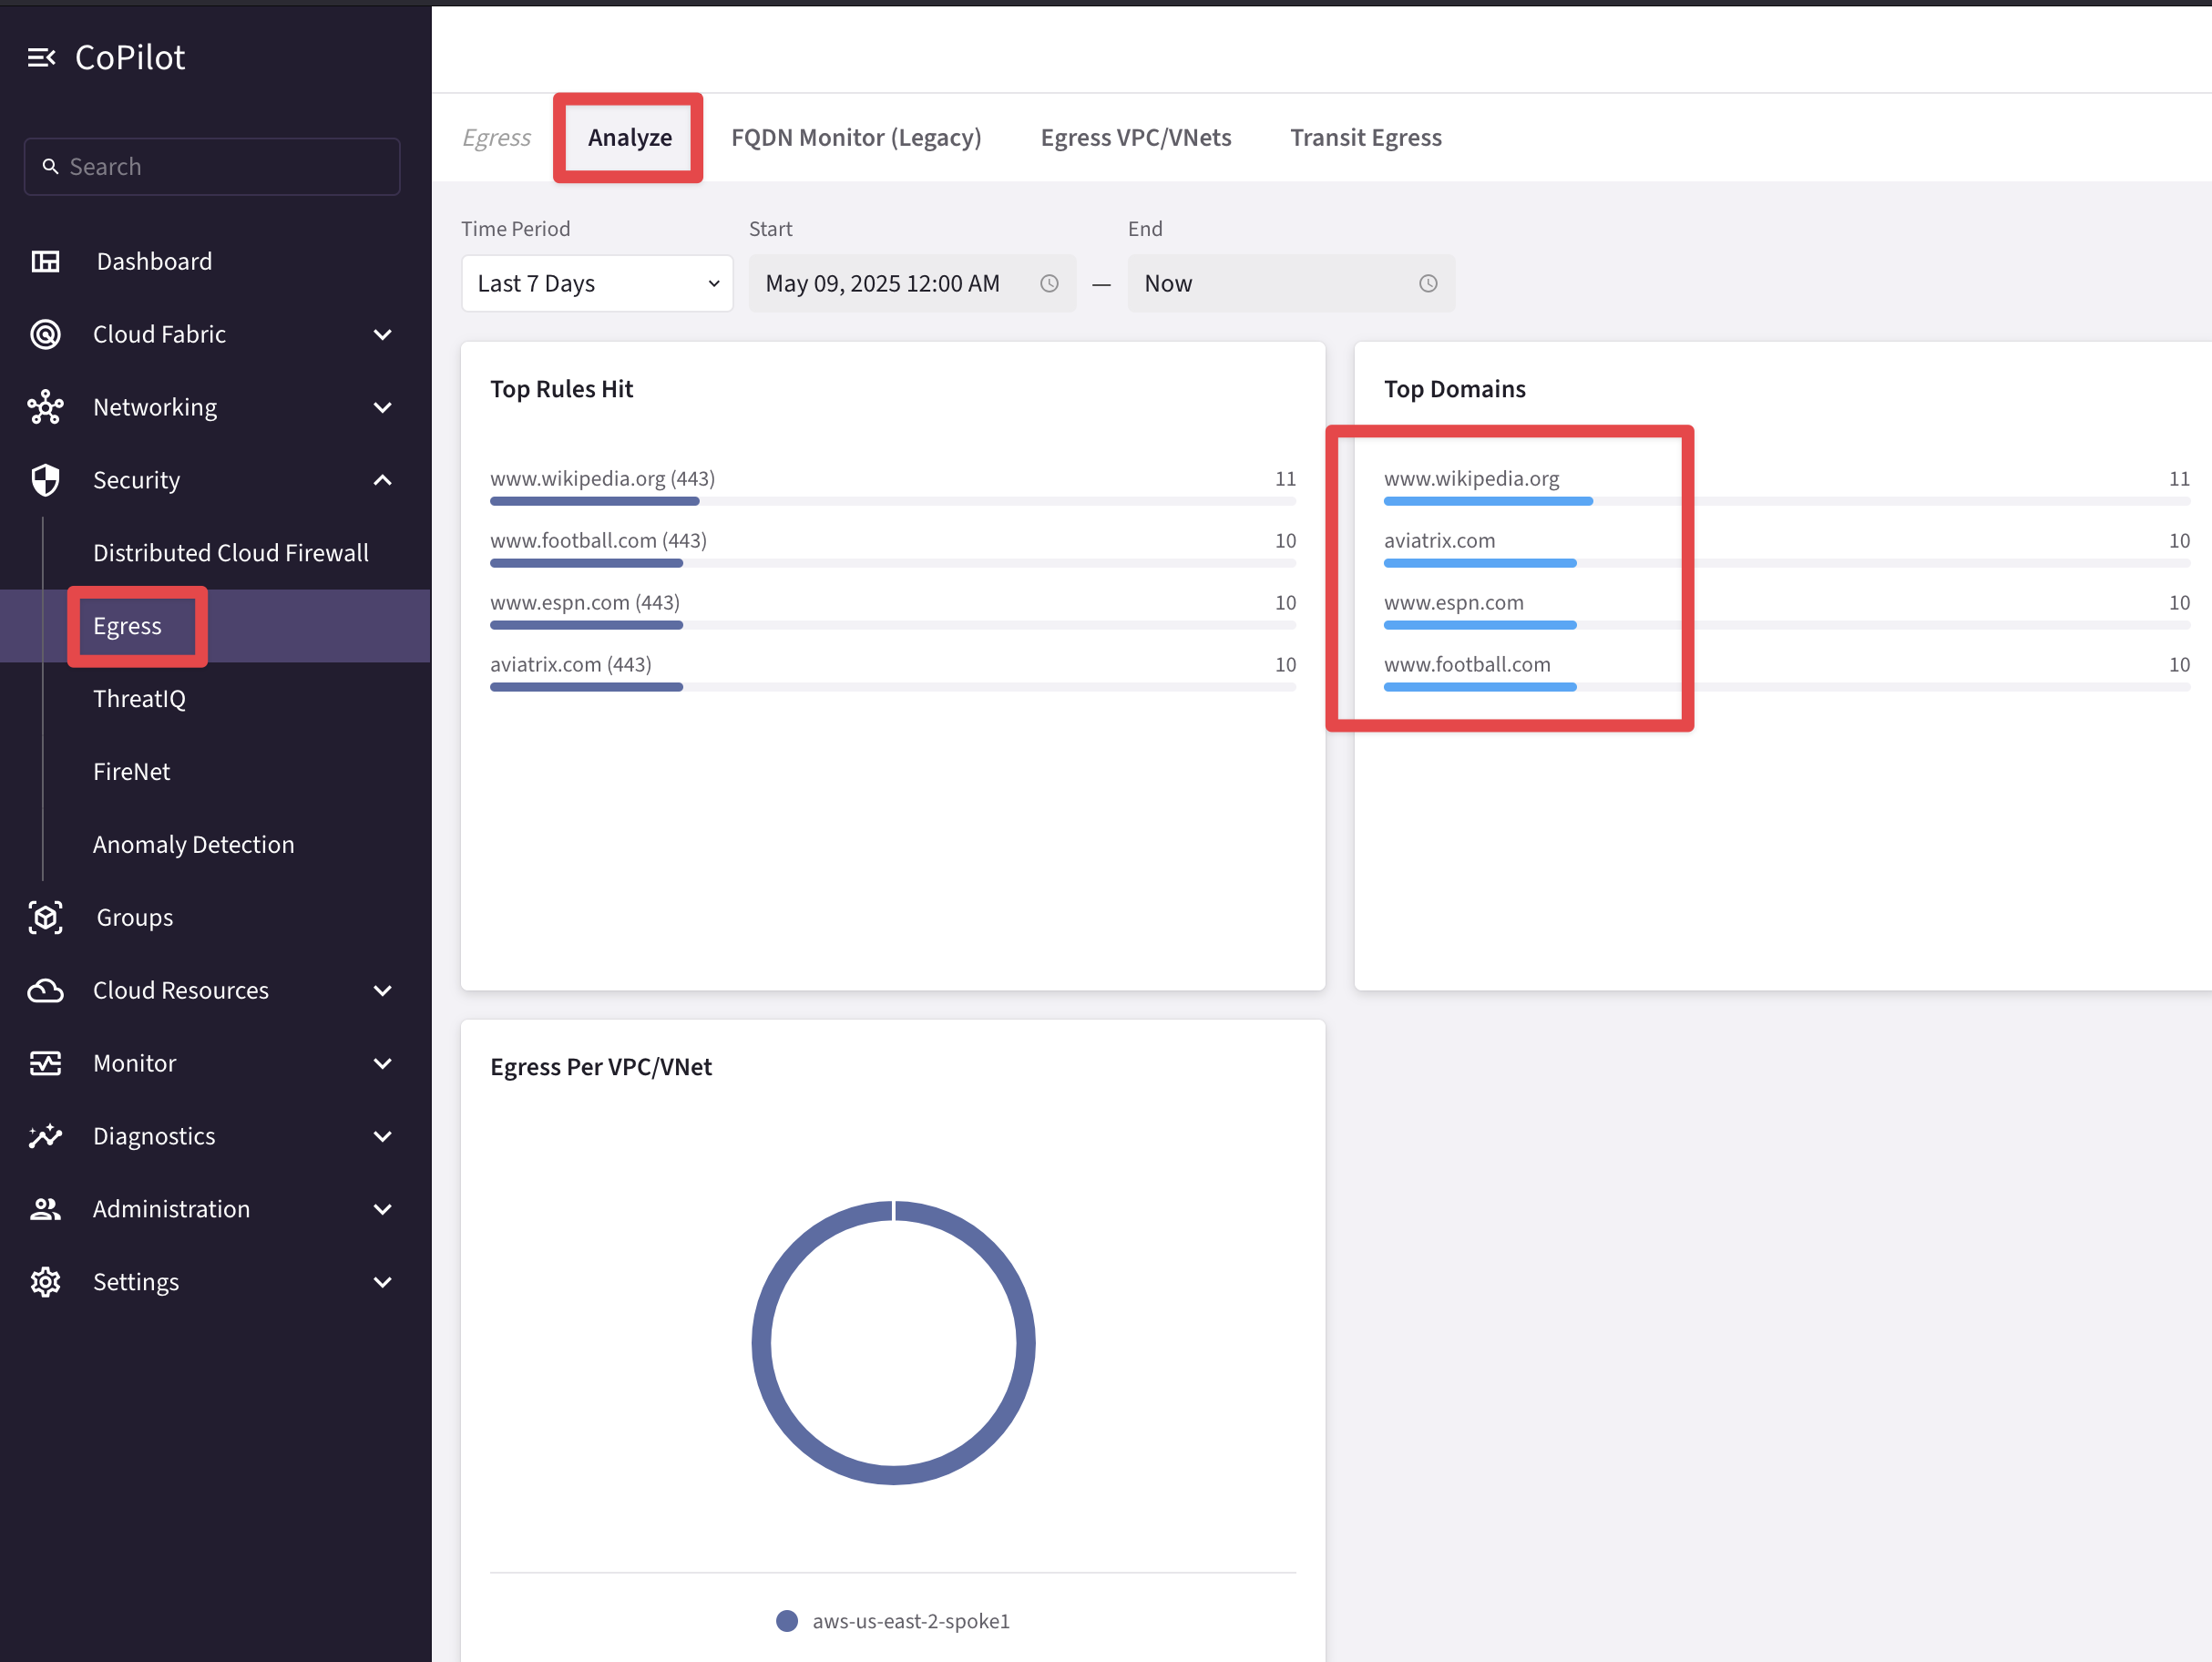 CoPilot
Search
Dashboard
Cloud Fabric
Networking
Security
Distributed Cloud Firewall
Egress
ThreatIQ
FireNet
Anomaly Detection
Groups
Cloud Resources
Monitor
Diagnostics
Administration
Settings
Egress Analyze FQDN Monitor (Legacy) Egress VPC/VNets Transit Egress
Time Period Start End
Last 7 Days May 09, 2025 12:00 AM — Now
Top Rules Hit
www.wikipedia.org (443) 11
www.football.com (443) 10
www.espn.com (443) 10
aviatrix.com (443) 10
Top Domains
www.wikipedia.org 11
aviatrix.com 10
www.espn.com 10
www.football.com 10
Egress Per VPC/VNet
aws-us-east-2-spoke1